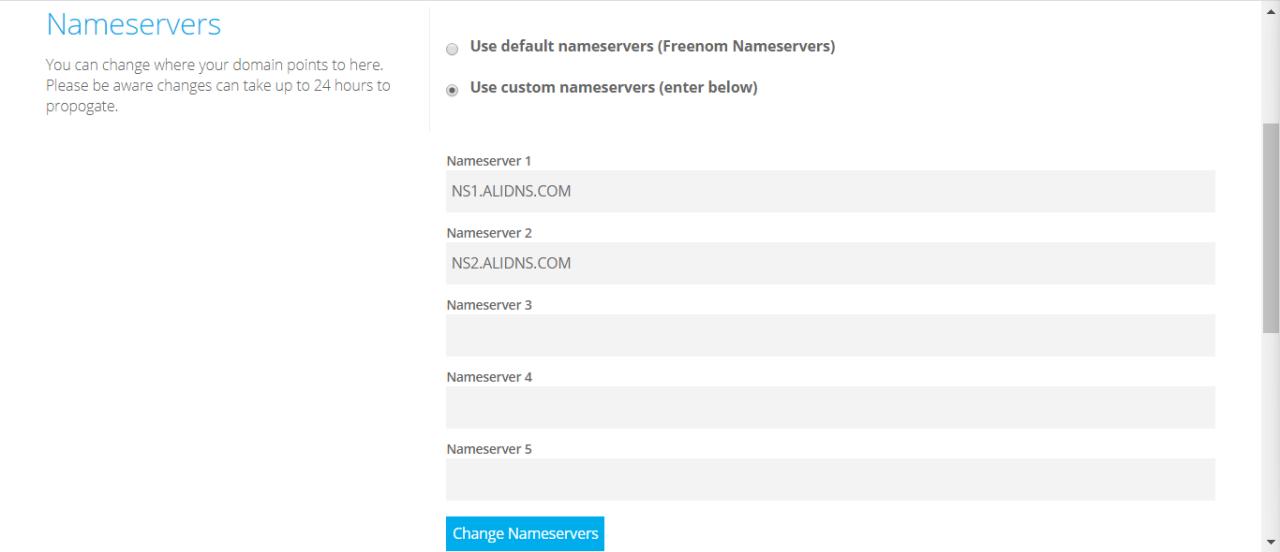 Nameservers
You can change where your domain points to here.
Please be aware changes can take up to 24 hours to
propogate.
Use default nameservers (Freenom Nameservers)
Use custom nameservers (enter below)
Nameserver 1
NS1.ALIDNS.COM
Nameserver 2
NS2.ALIDNS.COM
Nameserver 3
Nameserver 4
Nameserver 5
Change Nameservers